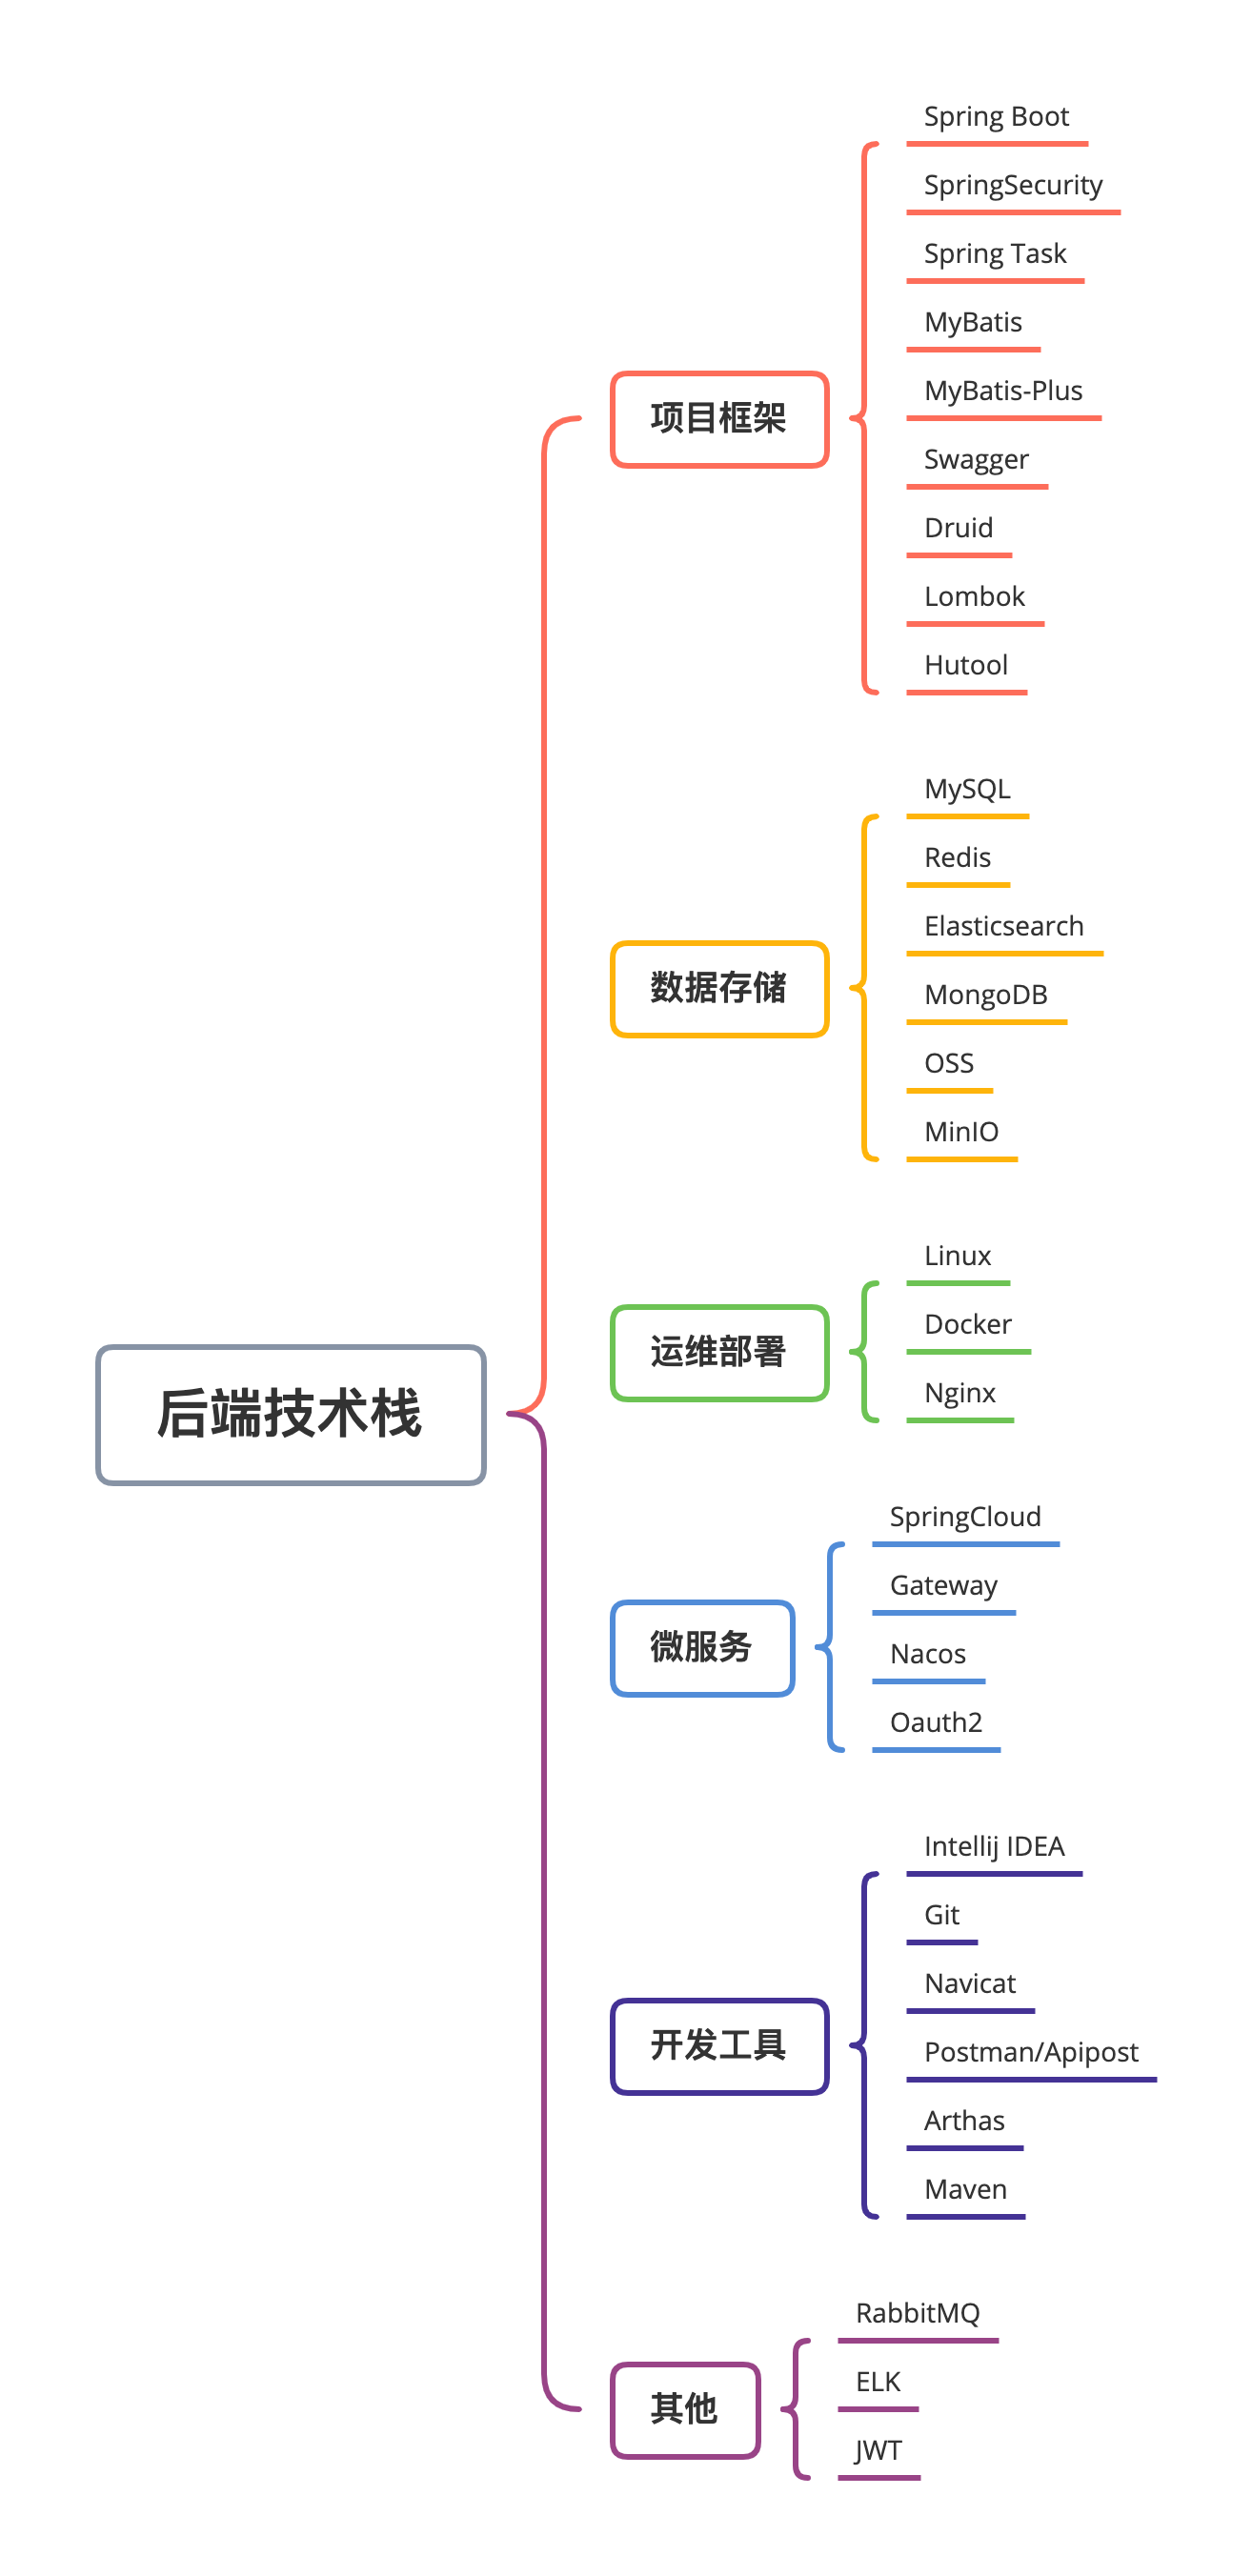 后端技术栈
项目框架
Spring Boot
SpringSecurity
Spring Task
MyBatis
MyBatis-Plus
Swagger
Druid
Lombok
Hutool
数据存储
MySQL
Redis
Elasticsearch
MongoDB
OSS
MinIO
运维部署
Linux
Docker
Nginx
微服务
SpringCloud
Gateway
Nacos
Oauth2
开发工具
Intellij IDEA
Git
Navicat
Postman/Apipost
Arthas
Maven
其他
RabbitMQ
ELK
JWT